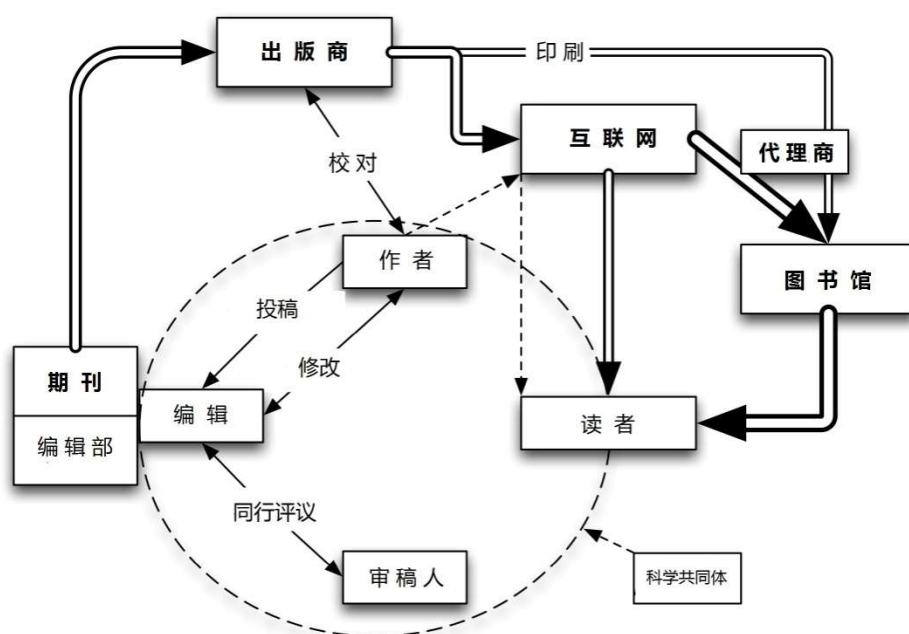 出版商
印刷
互联网
代理商
校对
作者
图书馆
投稿
修改
期刊
编辑
读者
编辑部
同行评议
审稿人
科学共同体